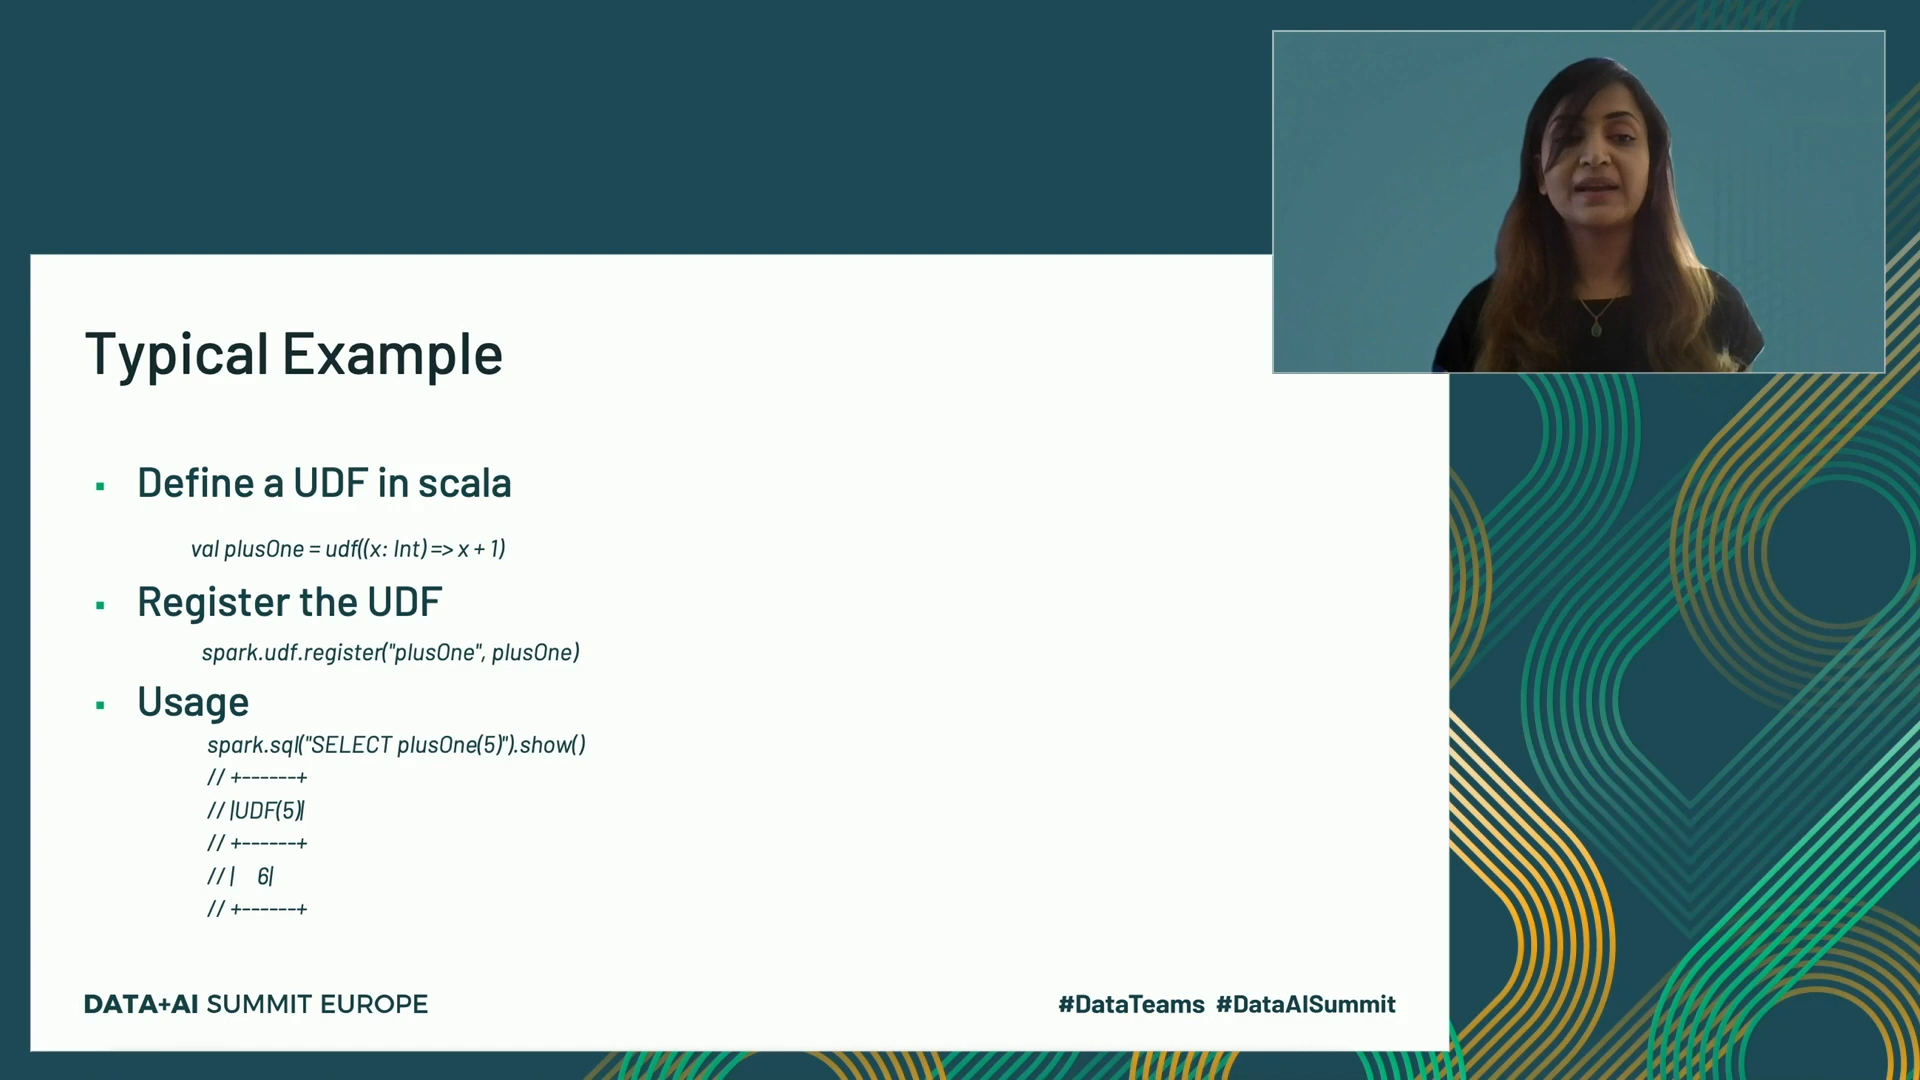 Typical Example
▪ Define a UDF in scala
val plusOne = udf((x: Int) => x + 1)
▪ Register the UDF
spark.udf.register("plusOne", plusOne)
▪ Usage
spark.sql("SELECT plusOne(5)").show()
// +------+
// |UDF(5)|
// +------+
// |     6|
// +------+
DATA+AI SUMMIT EUROPE
#DataTeams #DataAISummit